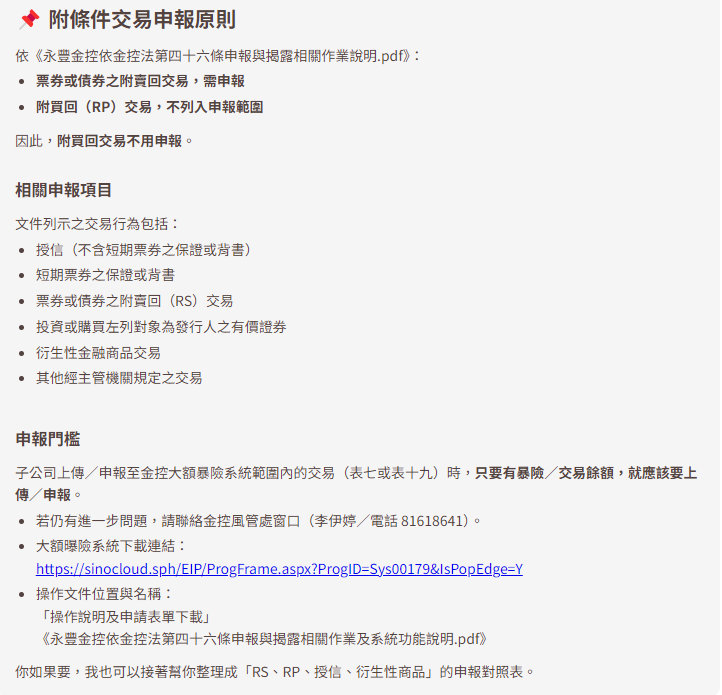 📌 附條件交易申報原則
依《永豐金控依金控法第四十六條申報與揭露相關作業說明.pdf》：
• 票券或債券之附賣回交易，需申報
• 附買回（RP）交易，不列入申報範圍
因此，附買回交易不用申報。
相關申報項目
文件列示之交易行為包括：
• 授信（不含短期票券之保證或背書）
• 短期票券之保證或背書
• 票券或債券之附賣回（RS）交易
• 投資或購買左列對象為發行人之有價證券
• 衍生性金融商品交易
• 其他經主管機關規定之交易
申報門檻
子公司上傳／申報至金控大額暴險系統範圍內的交易（表七或表十九）時，只要有暴險／交易餘額，就應該要上
傳／申報。
• 若仍有進一步問題，請聯絡金控風管處窗口（李伊婷／電話 81618641）。
• 大額曝險系統下載連結：
https://sinocloud.sph/EIP/ProgFrame.aspx?ProgID=Sys00179&IsPopEdge=Y
• 操作文件位置與名稱：
「操作說明及申請表單下載」
《永豐金控依金控法第四十六條申報與揭露相關作業及系統功能說明.pdf》
你如果要，我也可以接著幫你整理成「RS、RP、授信、衍生性商品」的申報對照表。